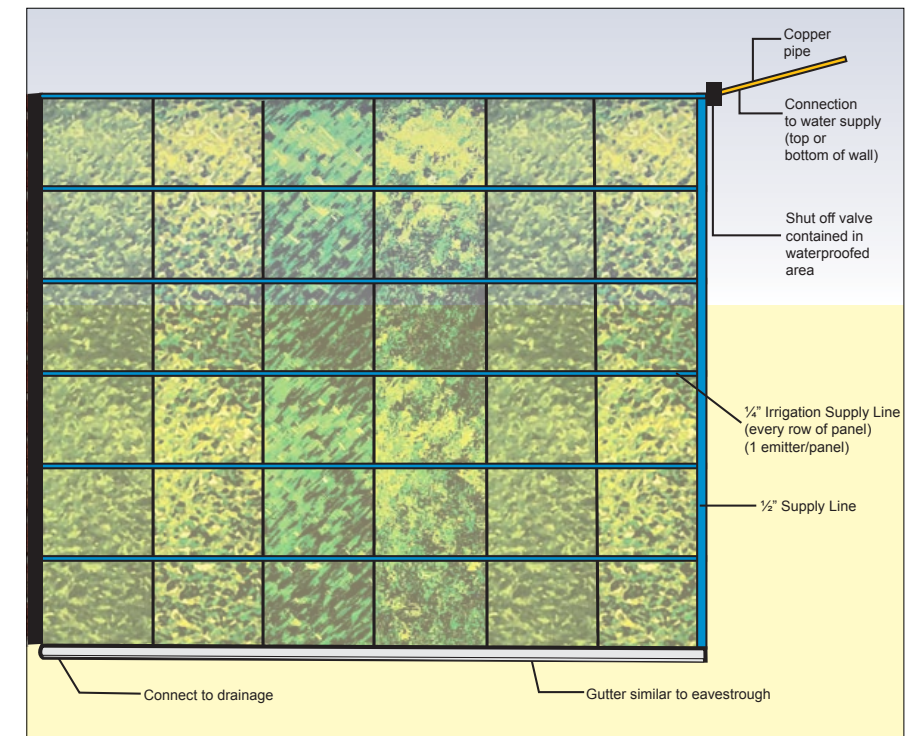 Copper
pipe
Connection
to water supply
(top or
bottom of wall)
Shut off valve
contained in
waterproofed
area
¼” Irrigation Supply Line
(every row of panel)
(1 emitter/panel)
½” Supply Line
Connect to drainage
Gutter similar to eavestrough